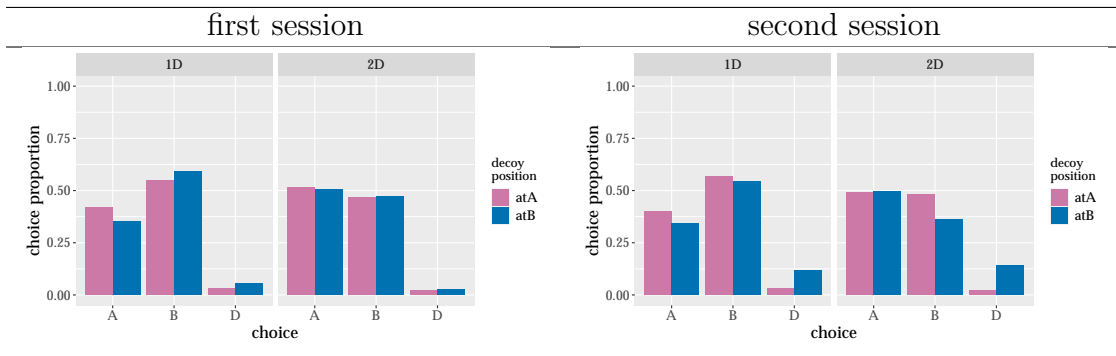 first session
second session
1D 2D
1.00
0.75
0.50
0.25
0.00
choice proportion
A B D A B D
choice
decoy
position
atA
atB
1D 2D
1.00
0.75
0.50
0.25
0.00
choice proportion
A B D A B D
choice
decoy
position
atA
atB